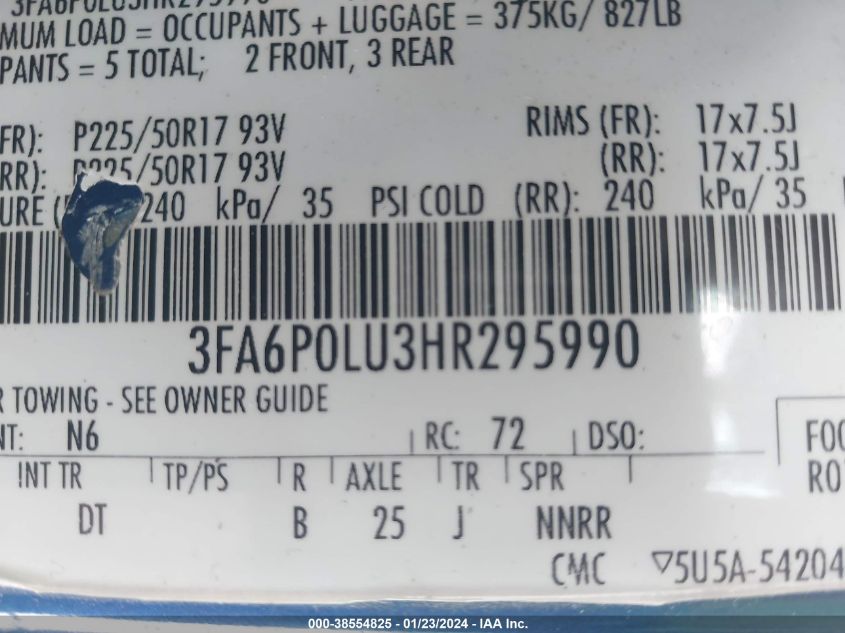 3FA6P0LU3HR295990
MUM LOAD = OCCUPANTS + LUGGAGE = 375KG/ 827LB
PANTS = 5 TOTAL; 2 FRONT, 3 REAR
FR): P225/50R17 93V RIMS (FR): 17x7.5J
RR): P225/50R17 93V (RR): 17x7.5J
URE ( 240 kPa/ 35 PSI COLD (RR): 240 kPa/ 35
3FA6P0LU3HR295990
R TOWING - SEE OWNER GUIDE
NT: N6 RC: 72 DSO: FOO
INT TR TP/PS R AXLE TR SPR RO
DT B 25 J NNRR
CMC ▽5U5A-54204
000-38554825 - 01/23/2024 - IAA Inc.